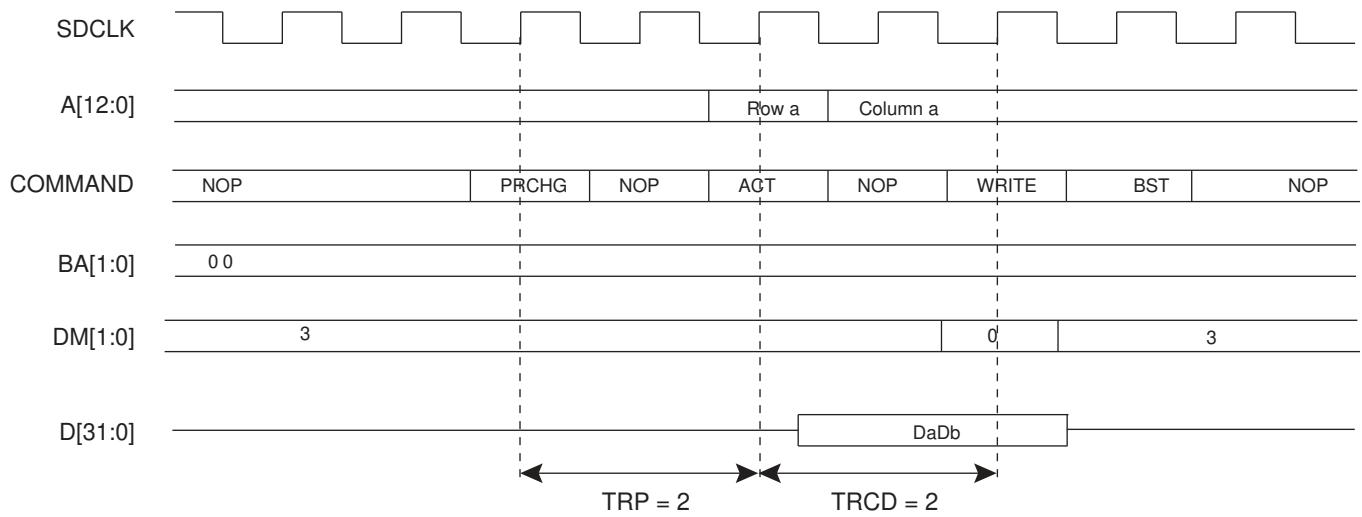 SDCLK
A[12:0] Row a Column a
COMMAND NOP PRCHG NOP ACT NOP WRITE BST NOP
BA[1:0] 0 0
DM[1:0] 3 0 3
D[31:0] DaDb
TRP = 2 TRCD = 2